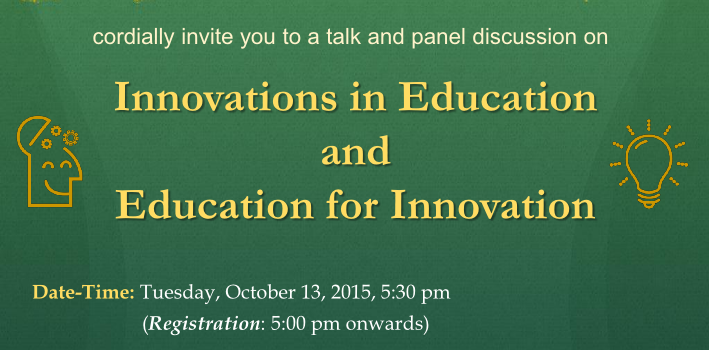 cordially invite you to a talk and panel discussion on
Innovations in Education
and
Education for Innovation
Date-Time: Tuesday, October 13, 2015, 5:30 pm
(Registration: 5:00 pm onwards)